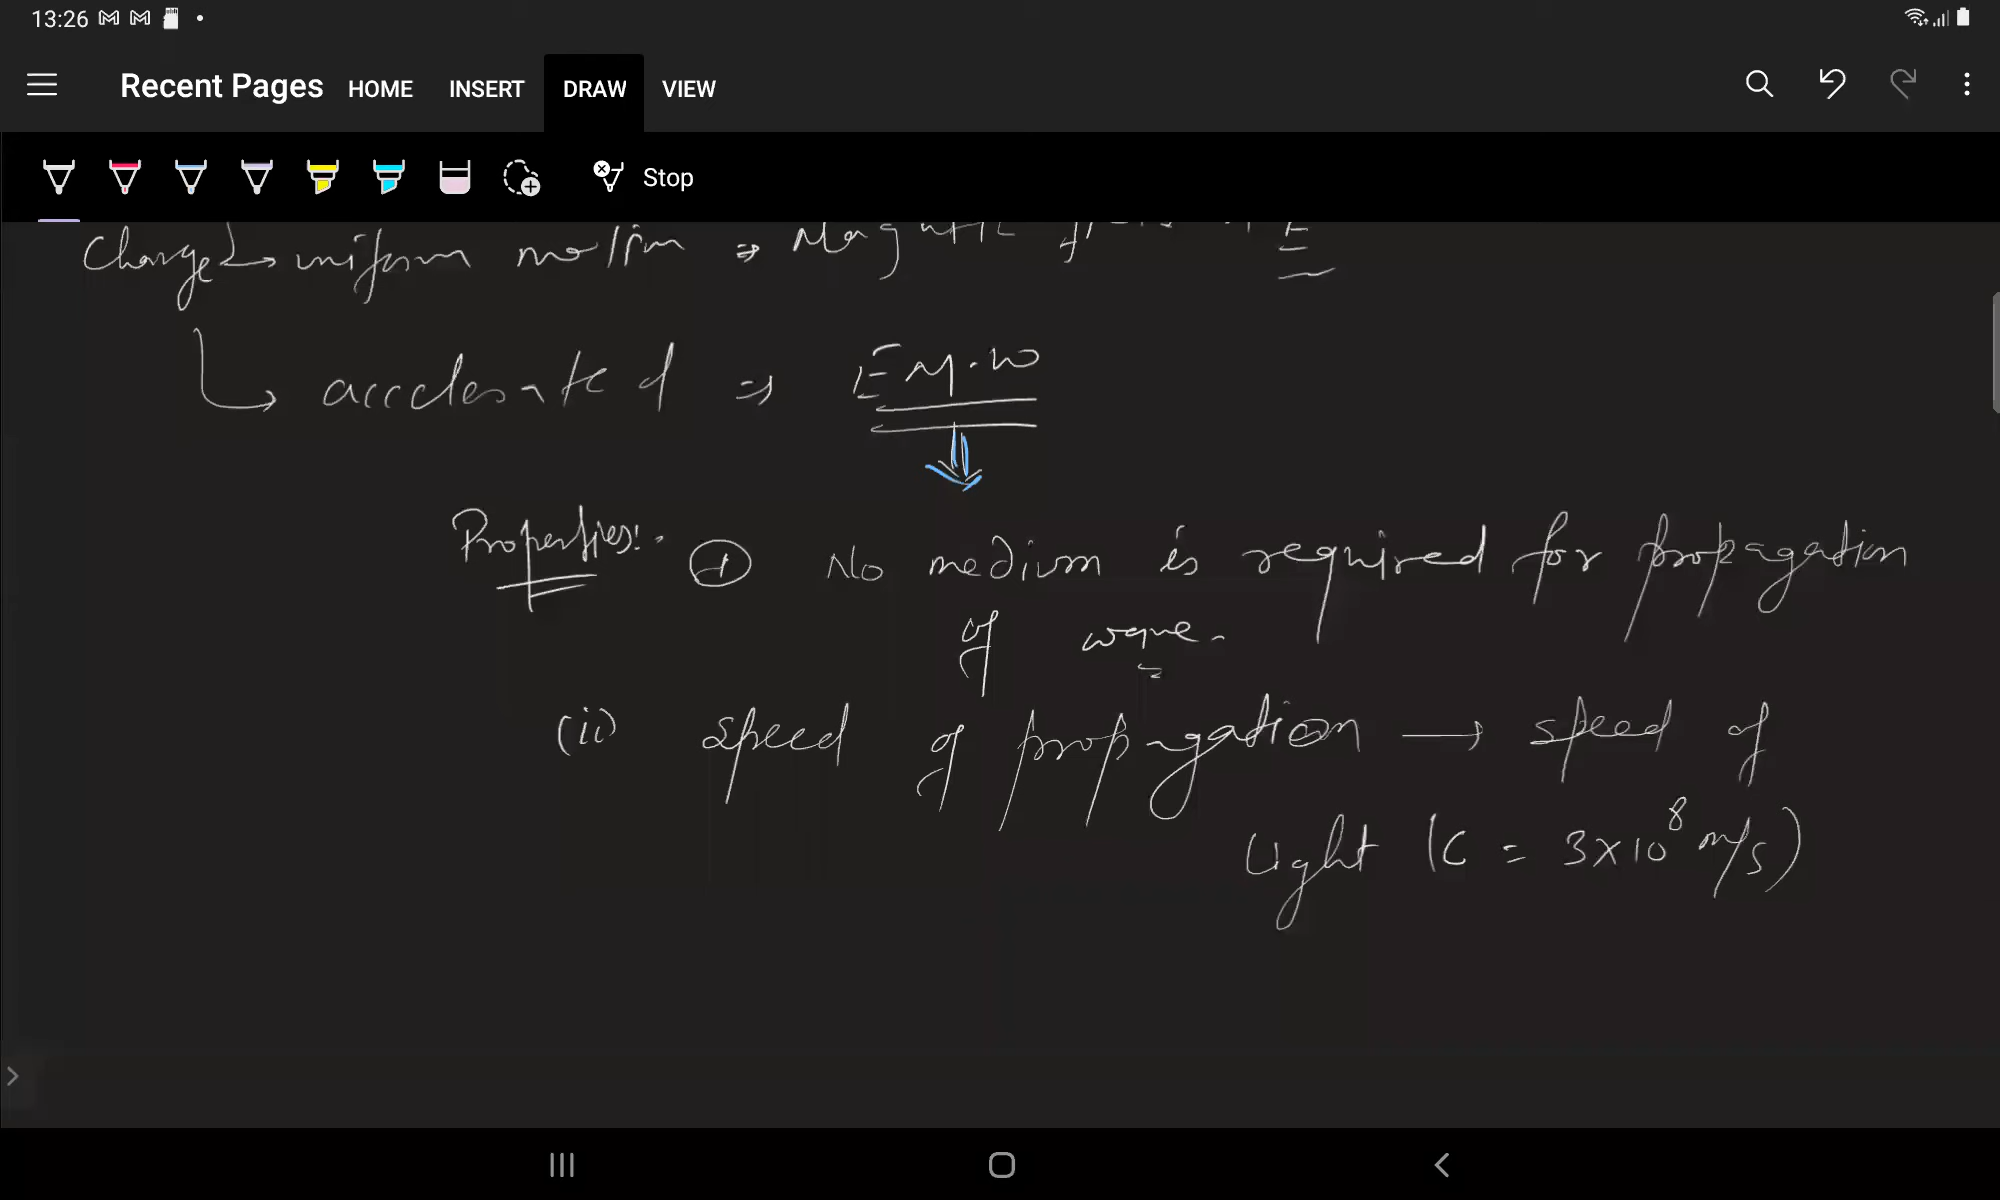 13:26
Recent Pages HOME INSERT DRAW VIEW
Stop
Charge → uniform motion ⇒ Magnetic E
↳ accelerated ⇒ E M.W
Properties:- ① No medium is required for propagation
of wave.
(ii) speed of propagation → speed of
Light (C = 3×10⁸ m/s)